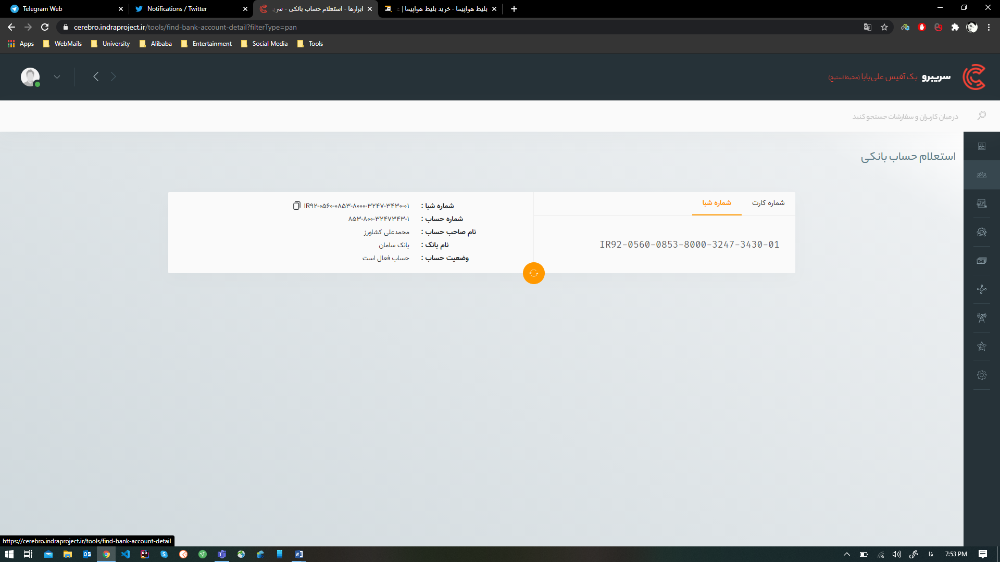 Telegram Web
Notifications / Twitter
ابزارها - استعلام حساب بانکی - سری
بلیط هواپیما - خرید بلیط هواپیما |
cerebro.indraproject.ir/tools/find-bank-account-detail?filterType=pan
Apps WebMails University Alibaba Entertainment Social Media Tools
سریبرو بک آفیس علی‌بابا (محیط استیج)
در میان کاربران و سفارشات جستجو کنید
استعلام حساب بانکی
شماره کارت
شماره شبا
IR92-0560-0853-8000-3247-3430-01
شماره شبا : IR۹۲-۰۵۶۰-۰۸۵۳-۸۰۰۰-۳۲۴۷-۳۴۳۰-۰۱
شماره حساب : ۸۵۳-۸۰۰-۳۲۴۷۳۴۳-۱
نام صاحب حساب : محمدعلی کشاورز
نام بانک : بانک سامان
وضعیت حساب : حساب فعال است
CMS
https://cerebro.indraproject.ir/tools/find-bank-account-detail
فا
7:53 PM